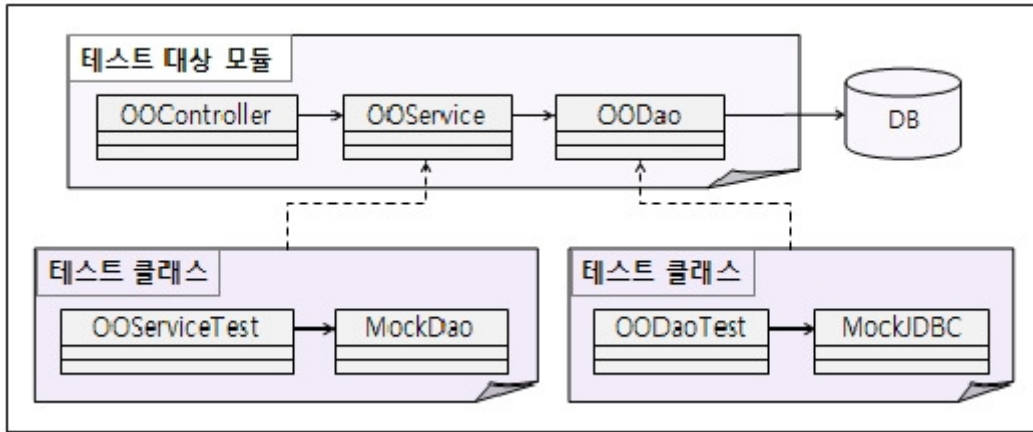 테스트 대상 모듈
OOController
OOService
OODao
DB
테스트 클래스
OOServiceTest
MockDao
테스트 클래스
OODaoTest
MockJDBC